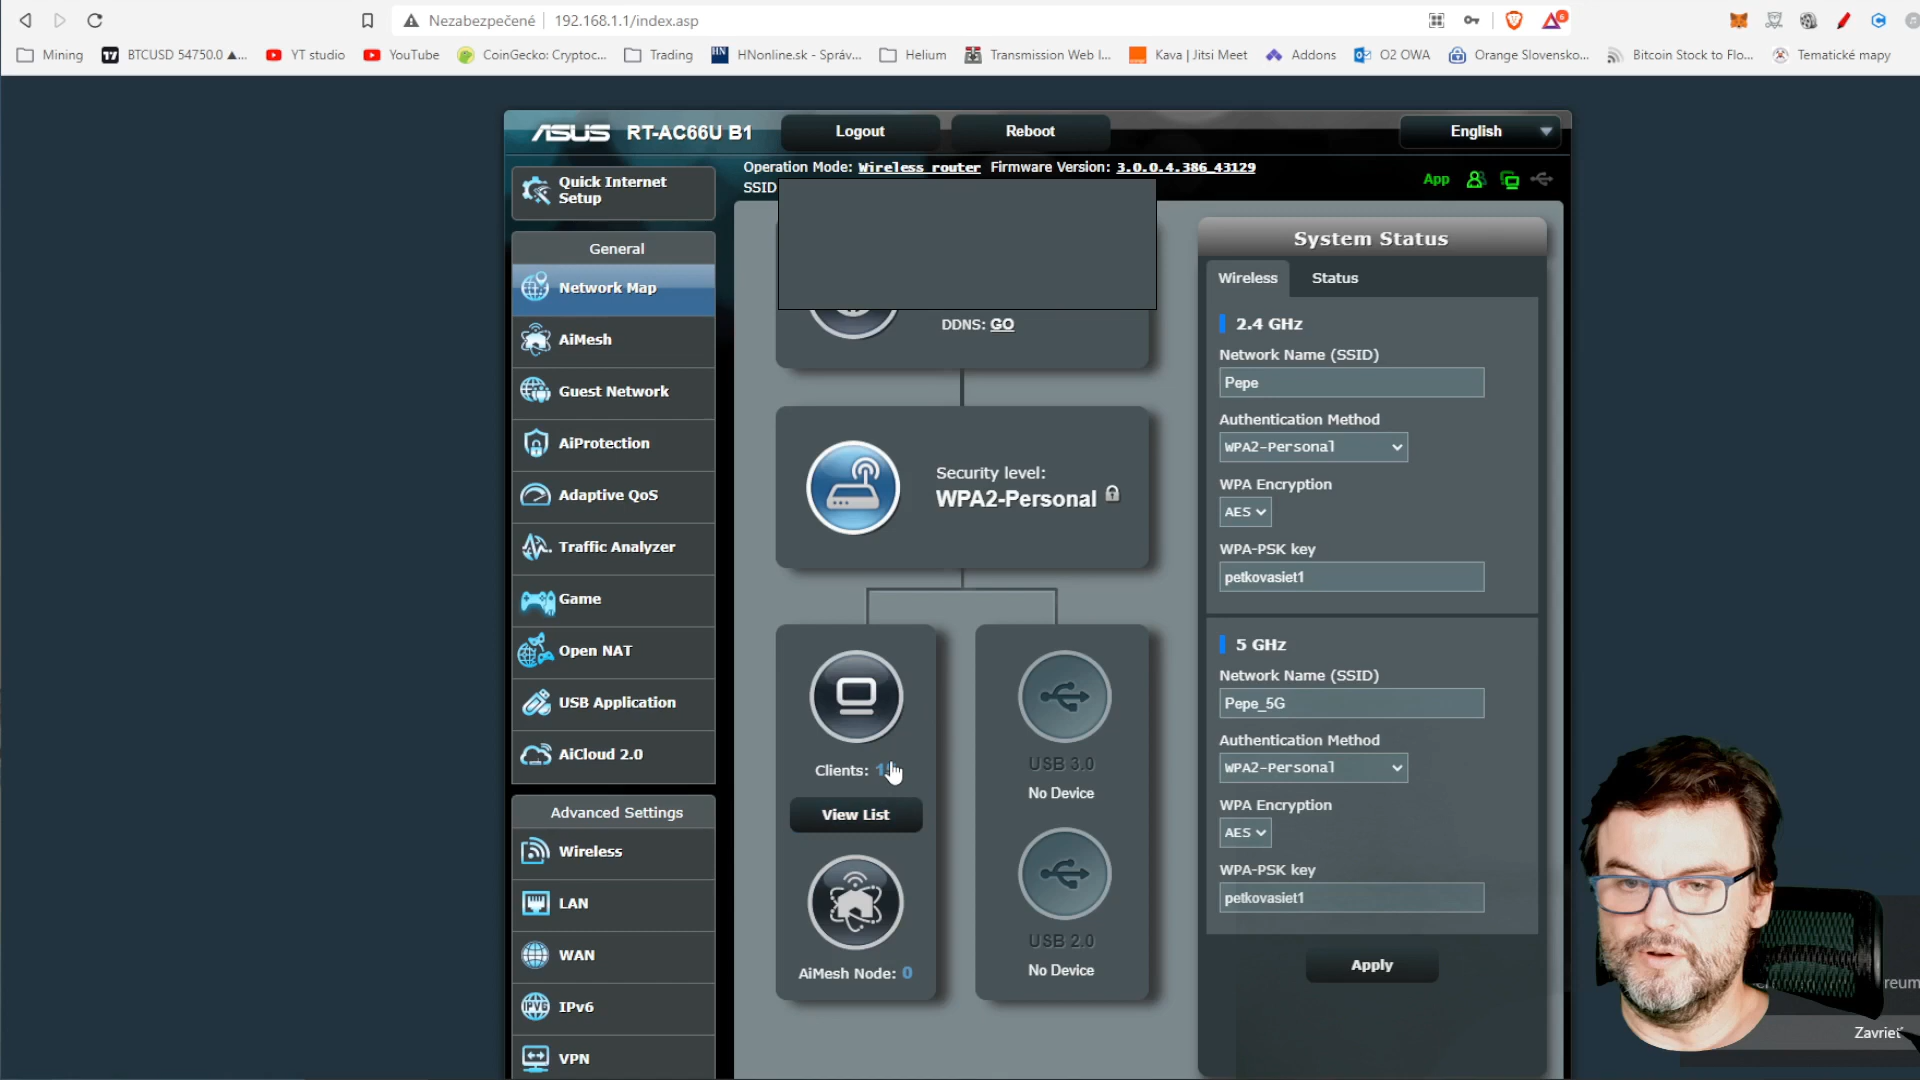 Nezabezpečené
192.168.1.1/index.asp
6
Mining
BTCUSD 54750.0 ▲...
YT studio
YouTube
CoinGecko: Cryptoc...
Trading
HNonline.sk - Správ...
Helium
Transmission Web I...
Kava | Jitsi Meet
Addons
O2 OWA
Orange Slovensko...
Bitcoin Stock to Flo...
Tematické mapy
ASUS RT-AC66U B1
Logout
Reboot
English
Operation Mode: Wireless router Firmware Version: 3.0.0.4.386_43129
SSID
App
Quick Internet
Setup
General
Network Map
AiMesh
Guest Network
AiProtection
Adaptive QoS
Traffic Analyzer
Game
Open NAT
USB Application
AiCloud 2.0
Advanced Settings
Wireless
LAN
WAN
IPv6
VPN
DDNS: GO
Security level:
WPA2-Personal
Clients:
View List
AiMesh Node: 0
USB 3.0
No Device
USB 2.0
No Device
System Status
Wireless
Status
2.4 GHz
Network Name (SSID)
Pepe
Authentication Method
WPA2-Personal
WPA Encryption
AES
WPA-PSK key
petkovasiet1
5 GHz
Network Name (SSID)
Pepe_5G
Authentication Method
WPA2-Personal
WPA Encryption
AES
WPA-PSK key
petkovasiet1
Apply
reum
Zavrieť